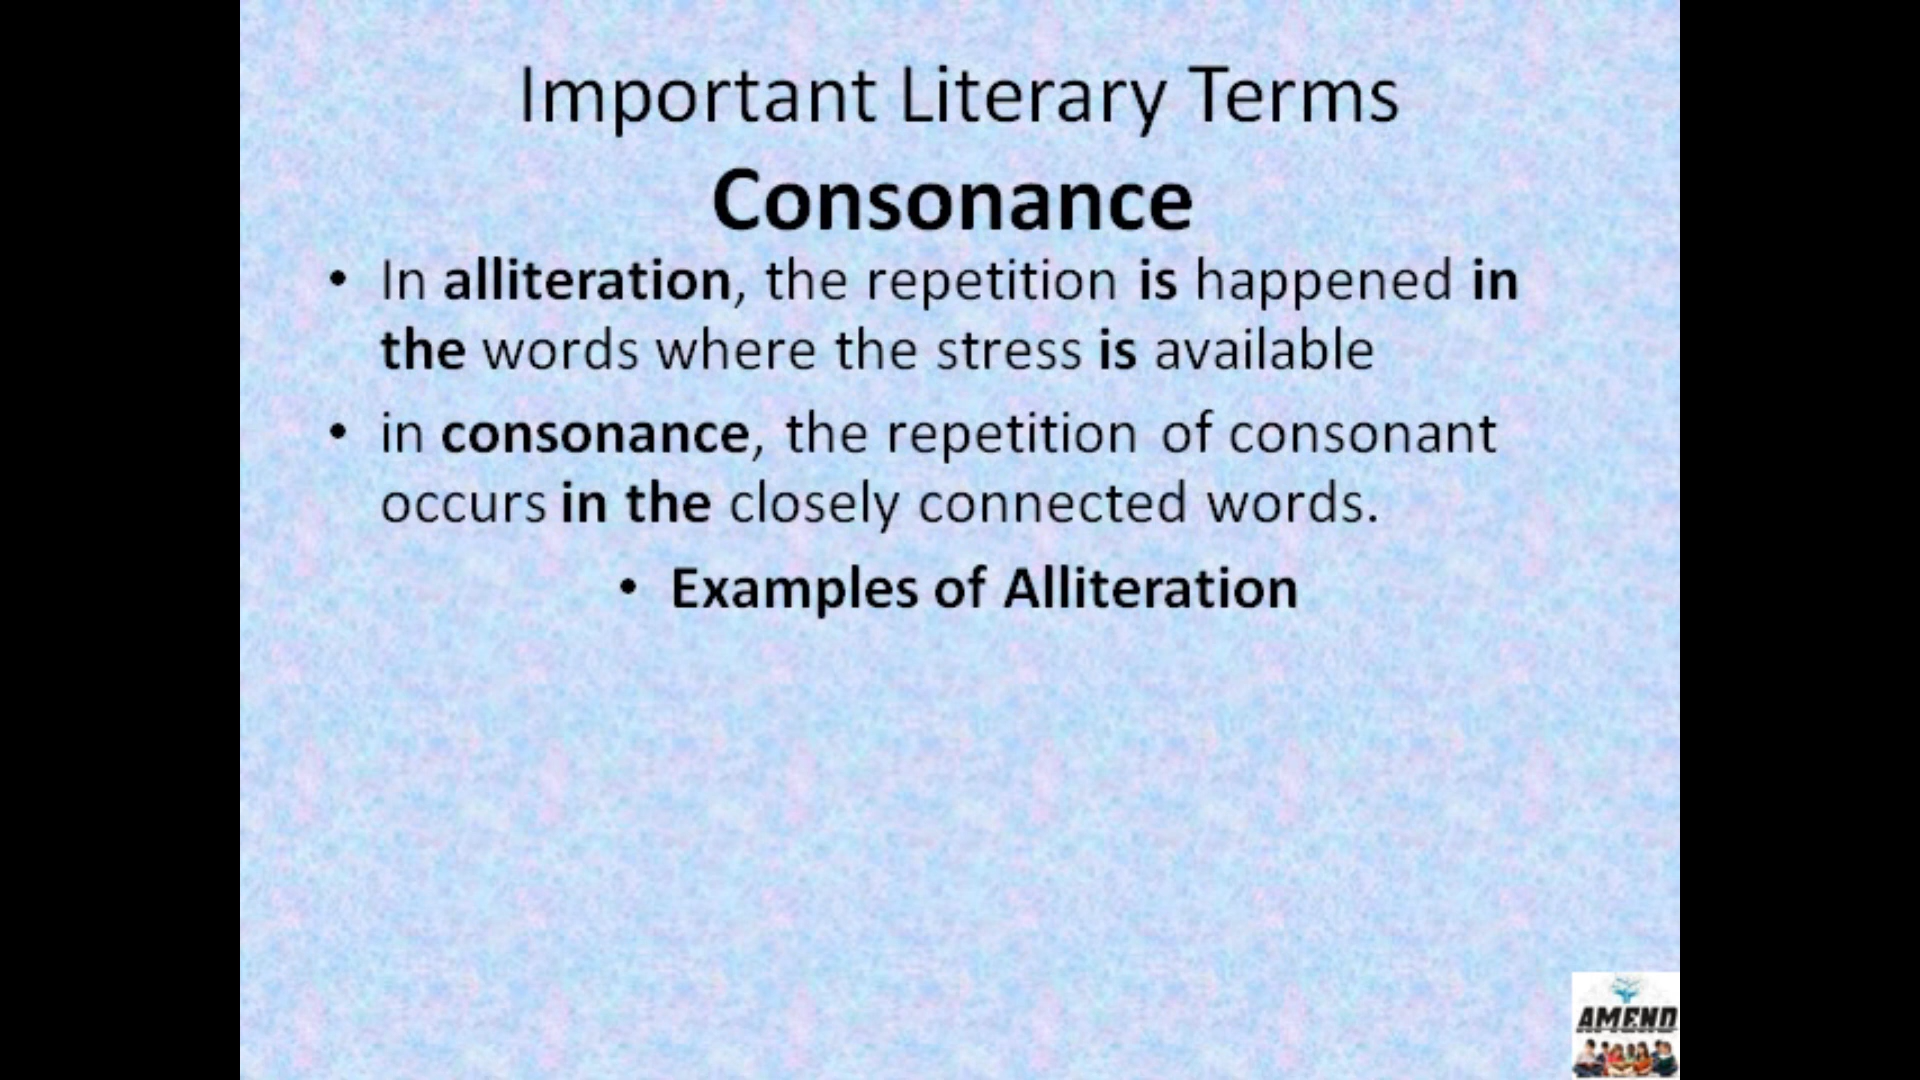 Important Literary Terms
Consonance
• In alliteration, the repetition is happened in
the words where the stress is available
• in consonance, the repetition of consonant
occurs in the closely connected words.
• Examples of Alliteration
AMEND